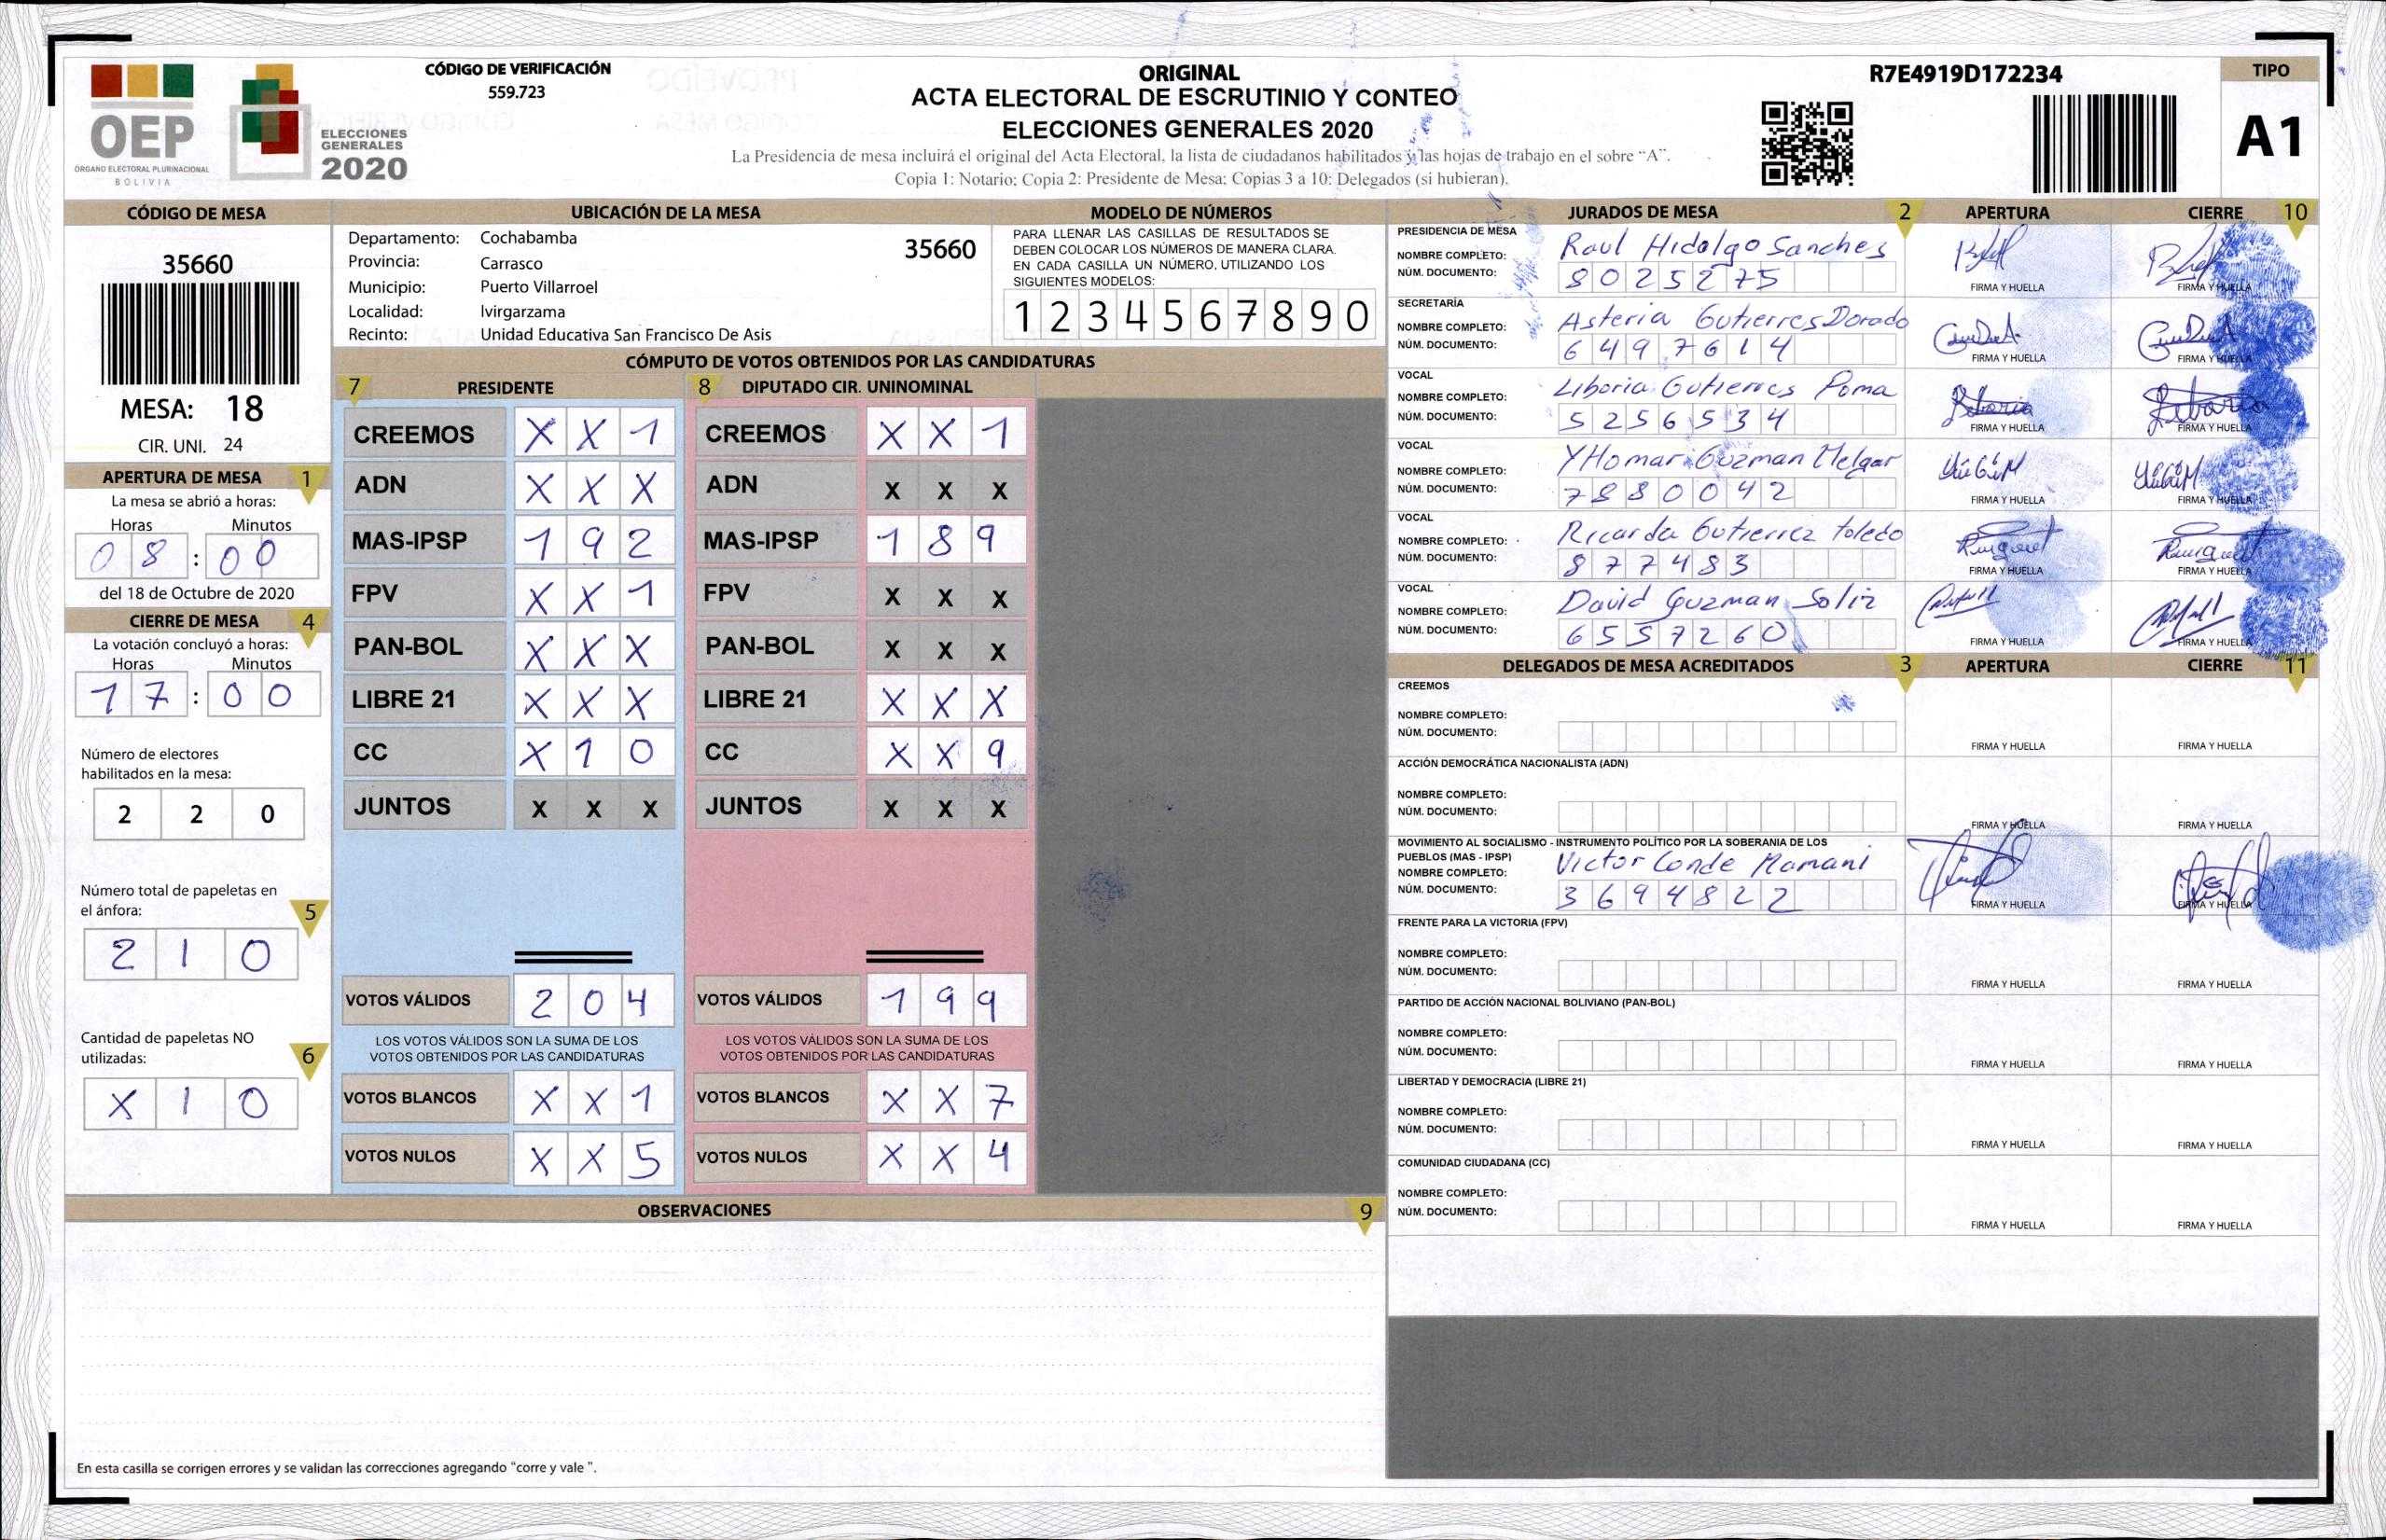 OEP
ÓRGANO ELECTORAL PLURINACIONAL
BOLIVIA
ELECCIONES
GENERALES
2020
CÓDIGO DE VERIFICACIÓN
559.723
ORIGINAL
ACTA ELECTORAL DE ESCRUTINIO Y CONTEO
ELECCIONES GENERALES 2020
La Presidencia de mesa incluirá el original del Acta Electoral, la lista de ciudadanos habilitados y las hojas de trabajo en el sobre “A”.
Copia 1: Notario; Copia 2: Presidente de Mesa; Copias 3 a 10: Delegados (si hubieran).
R7E4919D172234
TIPO
A1
CÓDIGO DE MESA
35660
MESA: 18
CIR. UNI. 24
APERTURA DE MESA 1
La mesa se abrió a horas:
Horas Minutos
08:00
del 18 de Octubre de 2020
CIERRE DE MESA 4
La votación concluyó a horas:
Horas Minutos
17:00
Número de electores
habilitados en la mesa:
2 2 0
Número total de papeletas en
el ánfora: 5
2 1 0
Cantidad de papeletas NO
utilizadas: 6
X 1 0
UBICACIÓN DE LA MESA
Departamento: Cochabamba 35660
Provincia: Carrasco
Municipio: Puerto Villarroel
Localidad: Ivirgarzama
Recinto: Unidad Educativa San Francisco De Asis
MODELO DE NÚMEROS
PARA LLENAR LAS CASILLAS DE RESULTADOS SE
DEBEN COLOCAR LOS NÚMEROS DE MANERA CLARA.
EN CADA CASILLA UN NÚMERO, UTILIZANDO LOS
SIGUIENTES MODELOS:
1 2 3 4 5 6 7 8 9 0
CÓMPUTO DE VOTOS OBTENIDOS POR LAS CANDIDATURAS
7 PRESIDENTE
CREEMOS X X 1
ADN X X X
MAS-IPSP 1 9 2
FPV X X 1
PAN-BOL X X X
LIBRE 21 X X X
CC X 1 0
JUNTOS X X X
VOTOS VÁLIDOS 2 0 4
LOS VOTOS VÁLIDOS SON LA SUMA DE LOS
VOTOS OBTENIDOS POR LAS CANDIDATURAS
VOTOS BLANCOS X X 1
VOTOS NULOS X X 5
8 DIPUTADO CIR. UNINOMINAL
CREEMOS X X 1
ADN X X X
MAS-IPSP 1 8 9
FPV X X X
PAN-BOL X X X
LIBRE 21 X X X
CC X X 9
JUNTOS X X X
VOTOS VÁLIDOS 1 9 9
LOS VOTOS VÁLIDOS SON LA SUMA DE LOS
VOTOS OBTENIDOS POR LAS CANDIDATURAS
VOTOS BLANCOS X X 7
VOTOS NULOS X X 4
OBSERVACIONES 9
En esta casilla se corrigen errores y se validan las correcciones agregando "corre y vale ".
JURADOS DE MESA 2 APERTURA CIERRE 10
PRESIDENCIA DE MESA
NOMBRE COMPLETO: Raul Hidalgo Sanches
NÚM. DOCUMENTO: 8025275
FIRMA Y HUELLA FIRMA Y HUELLA
SECRETARÍA
NOMBRE COMPLETO: Asteria Gutierres Dorado
NÚM. DOCUMENTO: 6497614
FIRMA Y HUELLA FIRMA Y HUELLA
VOCAL
NOMBRE COMPLETO: Liboria Gutierres Poma
NÚM. DOCUMENTO: 5256534
FIRMA Y HUELLA FIRMA Y HUELLA
VOCAL
NOMBRE COMPLETO: YHomar Guzman Melgar
NÚM. DOCUMENTO: 7880042
FIRMA Y HUELLA FIRMA Y HUELLA
VOCAL
NOMBRE COMPLETO: Ricarda Gutierrez toledo
NÚM. DOCUMENTO: 877483
FIRMA Y HUELLA FIRMA Y HUELLA
VOCAL
NOMBRE COMPLETO: David Guzman Soliz
NÚM. DOCUMENTO: 6557260
FIRMA Y HUELLA FIRMA Y HUELLA
DELEGADOS DE MESA ACREDITADOS 3 APERTURA CIERRE 11
CREEMOS
NOMBRE COMPLETO:
NÚM. DOCUMENTO:
FIRMA Y HUELLA FIRMA Y HUELLA
ACCIÓN DEMOCRÁTICA NACIONALISTA (ADN)
NOMBRE COMPLETO:
NÚM. DOCUMENTO:
FIRMA Y HUELLA FIRMA Y HUELLA
MOVIMIENTO AL SOCIALISMO - INSTRUMENTO POLÍTICO POR LA SOBERANIA DE LOS
PUEBLOS (MAS - IPSP)
NOMBRE COMPLETO: Victor Conde Mamani
NÚM. DOCUMENTO: 3694822
FIRMA Y HUELLA FIRMA Y HUELLA
FRENTE PARA LA VICTORIA (FPV)
NOMBRE COMPLETO:
NÚM. DOCUMENTO:
FIRMA Y HUELLA FIRMA Y HUELLA
PARTIDO DE ACCIÓN NACIONAL BOLIVIANO (PAN-BOL)
NOMBRE COMPLETO:
NÚM. DOCUMENTO:
FIRMA Y HUELLA FIRMA Y HUELLA
LIBERTAD Y DEMOCRACIA (LIBRE 21)
NOMBRE COMPLETO:
NÚM. DOCUMENTO:
FIRMA Y HUELLA FIRMA Y HUELLA
COMUNIDAD CIUDADANA (CC)
NOMBRE COMPLETO:
NÚM. DOCUMENTO:
FIRMA Y HUELLA FIRMA Y HUELLA